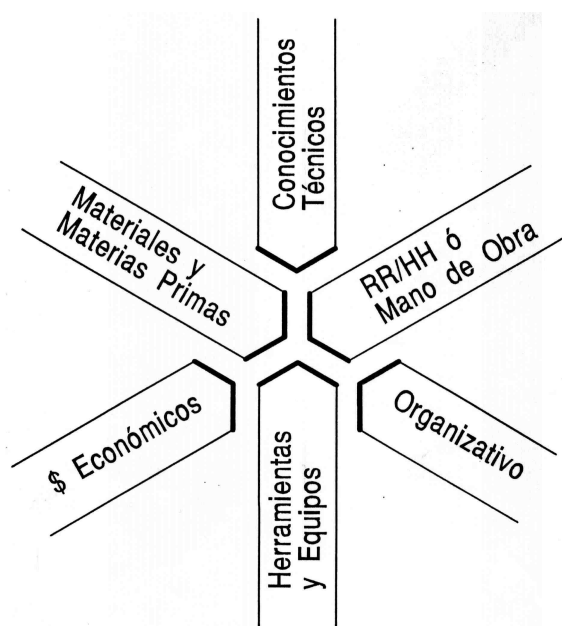 Conocimientos
Técnicos
Materiales y
Materias Primas
RR/HH ó
Mano de Obra
$ Económicos
Herramientas
y Equipos
Organizativo